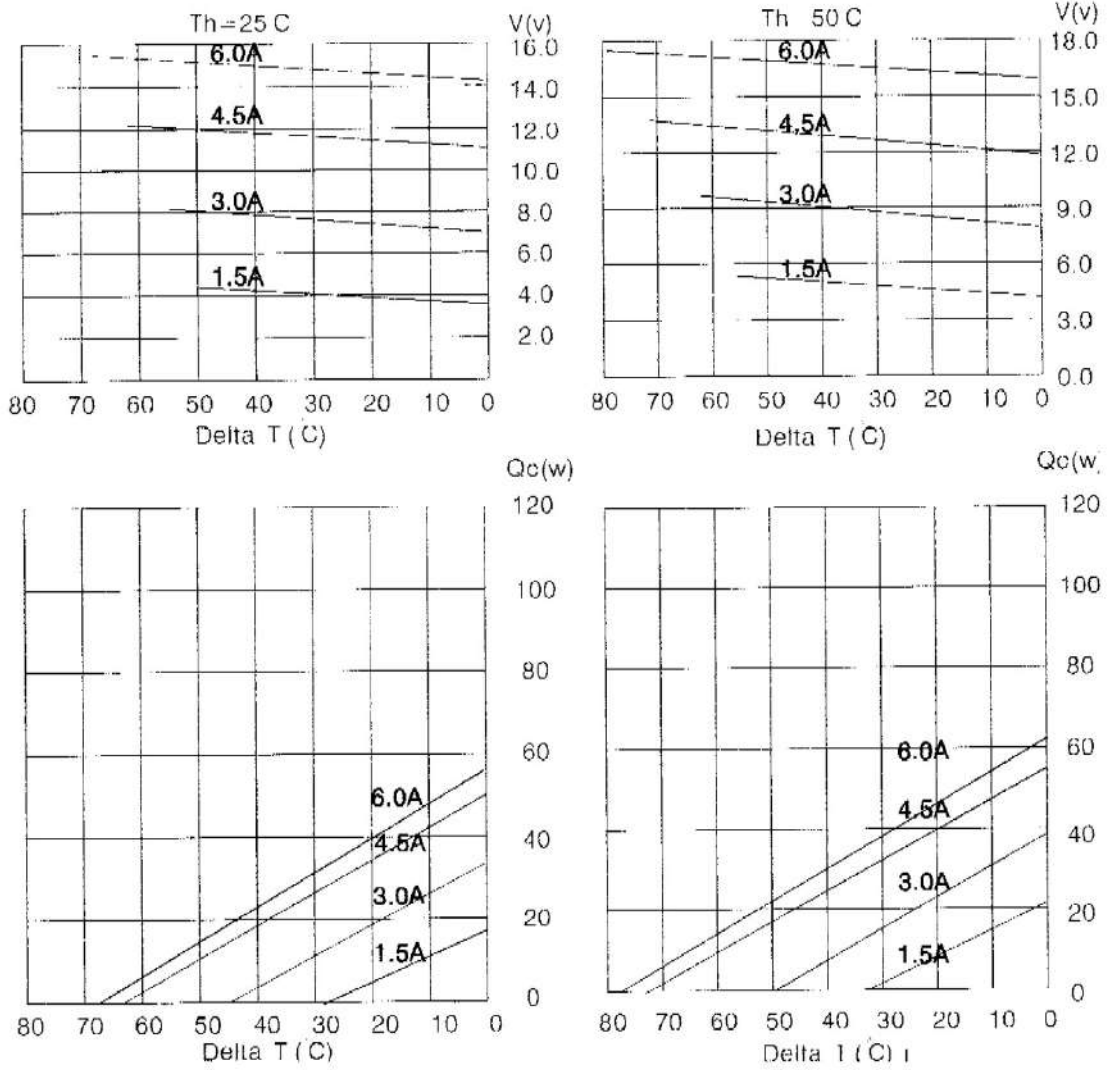 Th=25 C
V(v)
6.0A
16.0
14.0
4.5A
12.0
10.0
3.0A
8.0
6.0
1.5A
4.0
2.0
80 70 60 50 40 30 20 10 0
Delta T (°C)
Th 50 C
V(v)
6.0A
18.0
15.0
4.5A
12.0
3.0A
9.0
1.5A
6.0
3.0
0.0
80 70 60 50 40 30 20 10 0
Delta T (°C)
Qc(w)
120
100
80
60
6.0A
4.5A
40
3.0A
20
1.5A
0
80 70 60 50 40 30 20 10 0
Delta T (°C)
Qc(w)
120
100
80
6.0A
60
4.5A
40
3.0A
20
1.5A
0
80 70 60 50 40 30 20 10 0
Delta T (°C)